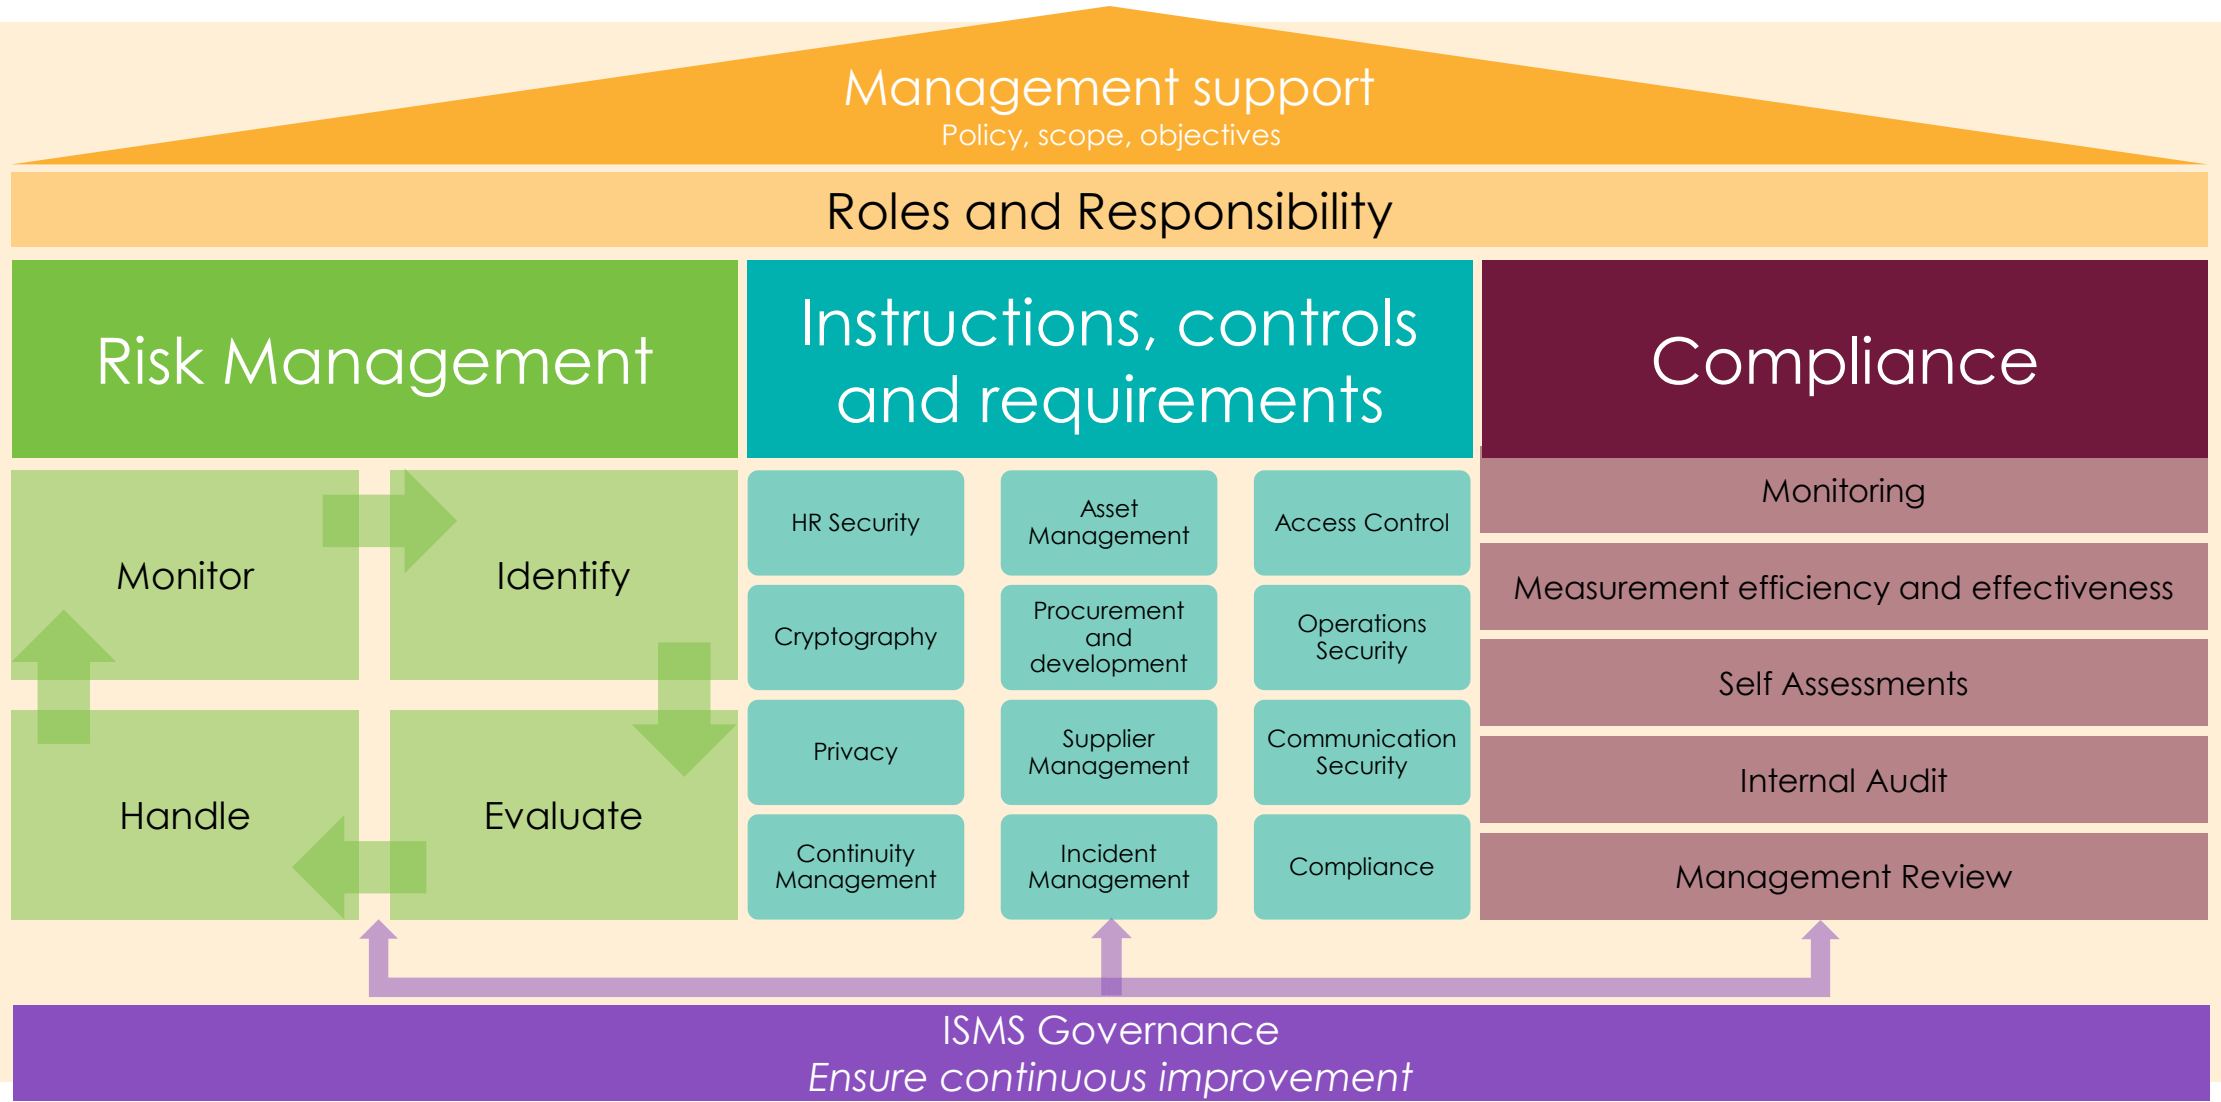 Management support
Policy, scope, objectives
Roles and Responsibility
Risk Management
Monitor
Identify
Handle
Evaluate
Instructions, controls
and requirements
HR Security
Asset
Management
Access Control
Cryptography
Procurement
and
development
Operations
Security
Privacy
Supplier
Management
Communication
Security
Continuity
Management
Incident
Management
Compliance
Compliance
Monitoring
Measurement efficiency and effectiveness
Self Assessments
Internal Audit
Management Review
ISMS Governance
Ensure continuous improvement